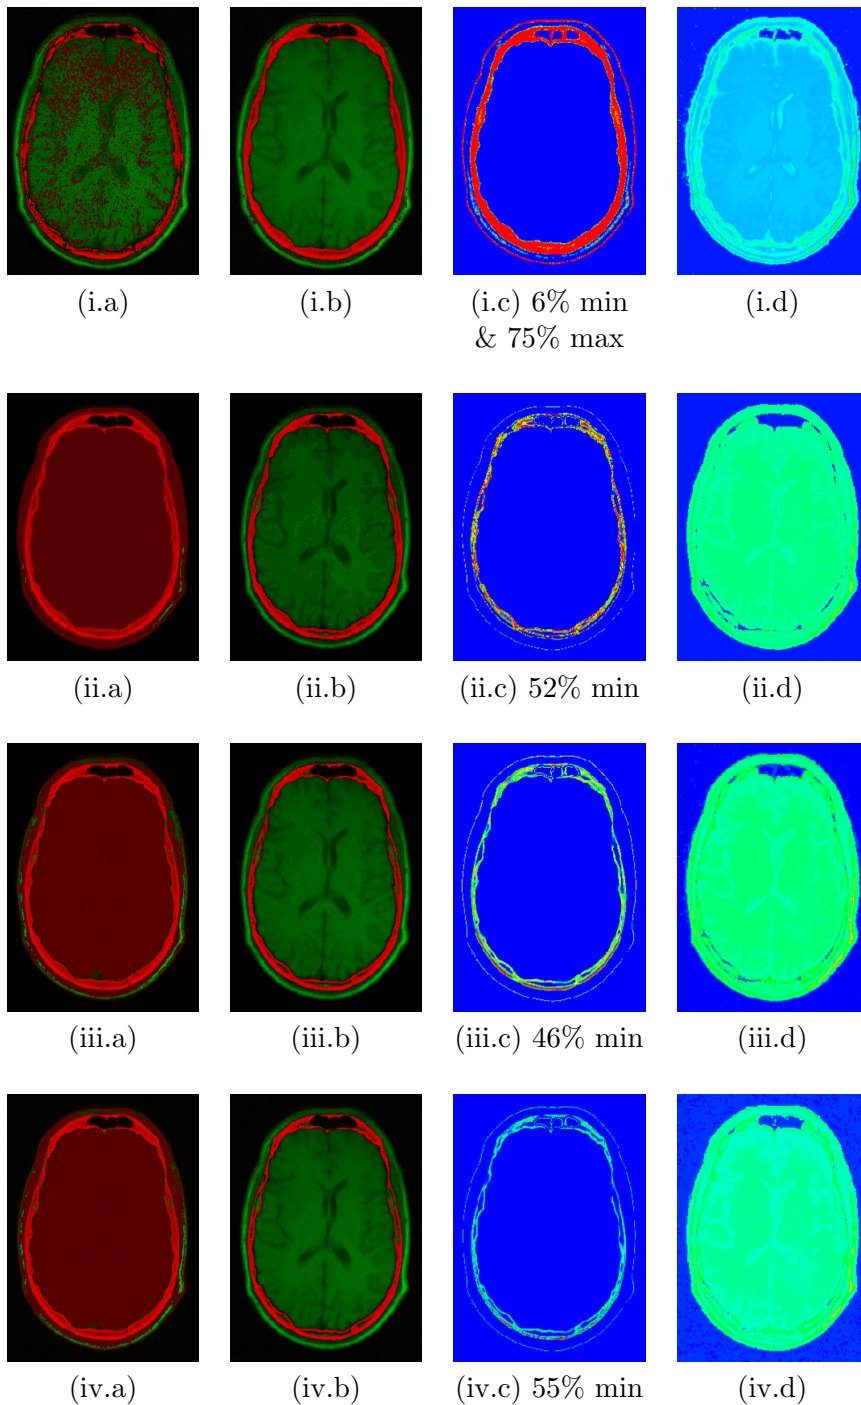 (i.a)
(i.b)
(i.c) 6% min
& 75% max
(i.d)
(ii.a)
(ii.b)
(ii.c) 52% min
(ii.d)
(iii.a)
(iii.b)
(iii.c) 46% min
(iii.d)
(iv.a)
(iv.b)
(iv.c) 55% min
(iv.d)